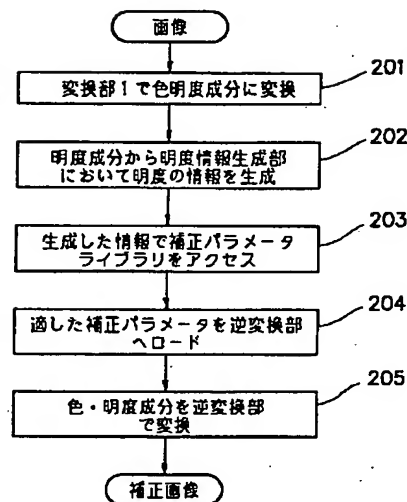 画像
201
変換部1で色明度成分に変換
202
明度成分から明度情報生成部
において明度の情報を生成
203
生成した情報で補正パラメータ
ライブラリをアクセス
204
適した補正パラメータを逆変換部
へロード
205
色・明度成分を逆変換部
で変換
補正画像